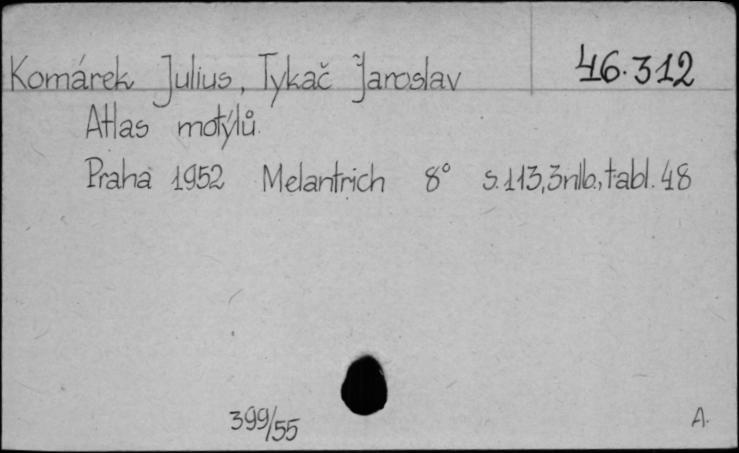 Komárek Julius, Tykač Jaroslav 46.312
Atlas motýlů.
Praha 1952 Melantrich 8° s.113,3nlb.,tabl.48
399/55
A.